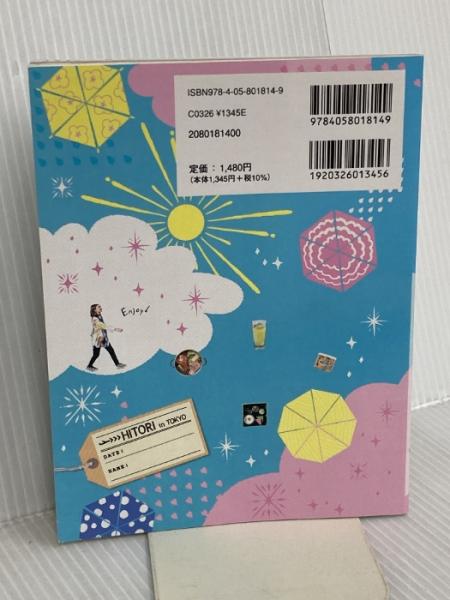 ISBN978-4-05-801814-9
C0326 ¥1345E
2080181400
定価：1,480円
（本体1,345円＋税10%）
9784058018149
1920326013456
Enjoy♪
HITORI in TOKYO
DATE:
NAME: